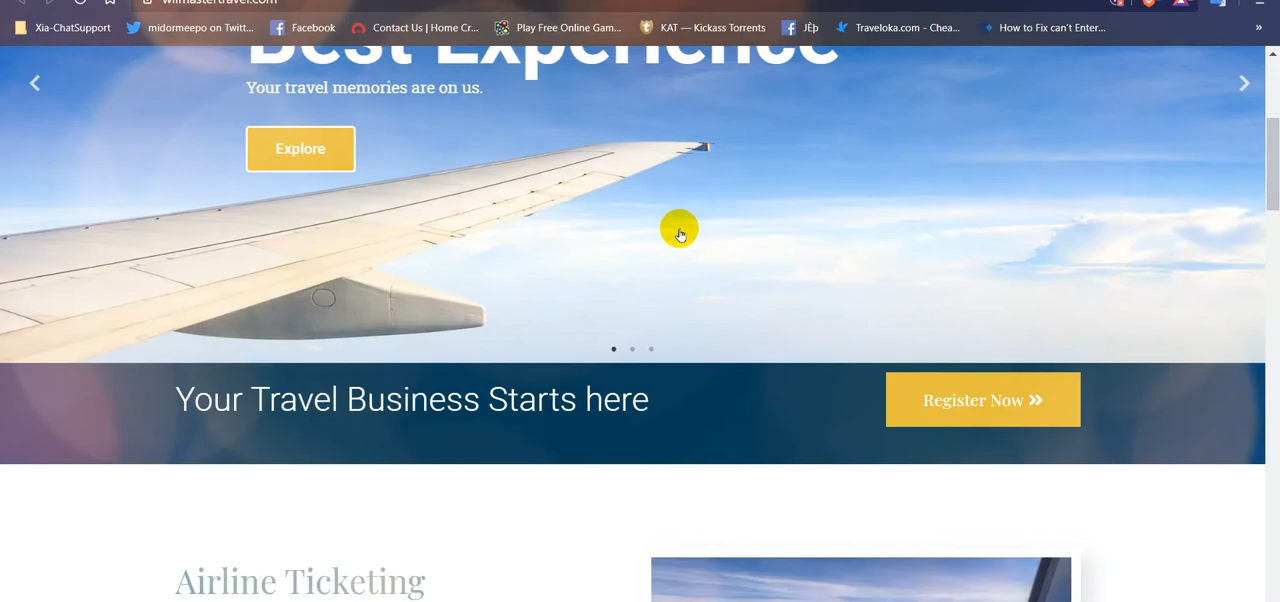 wilmastertravel.com
Xia-ChatSupport
midormeepo on Twitt...
Facebook
Contact Us | Home Cr...
Play Free Online Gam...
KAT — Kickass Torrents
JÈþ
Traveloka.com - Chea...
How to Fix can't Enter...
»
Best Experience
Your travel memories are on us.
Explore
Your Travel Business Starts here
Register Now »
Airline Ticketing